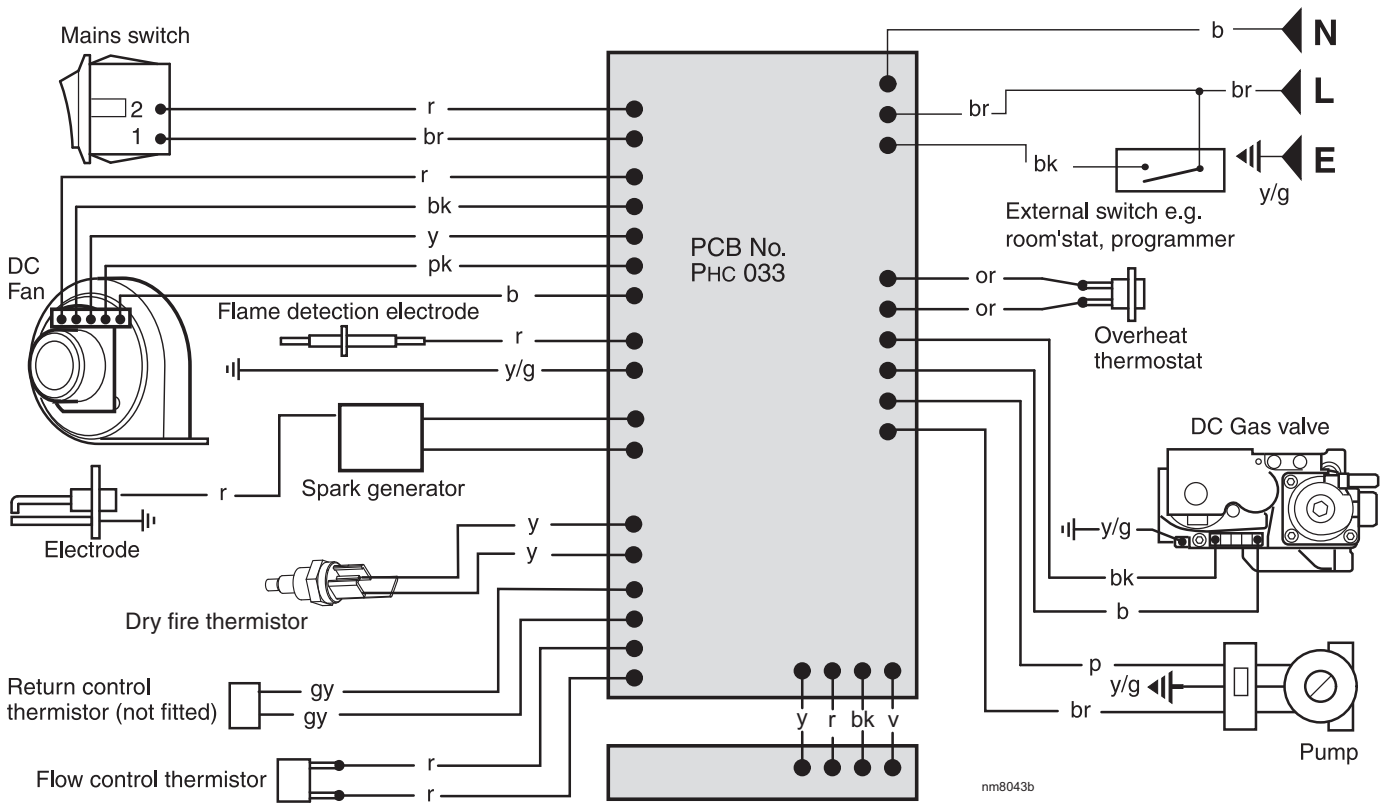 Mains switch
2
1
r
br
r
bk
y
pk
b
DC
Fan
Flame detection electrode
r
y/g
Spark generator
r
Electrode
y
y
Dry fire thermistor
Return control
thermistor (not fitted)
gy
gy
Flow control thermistor
r
r
PCB No.
PHC 033
b
N
br
br
L
bk
E
y/g
External switch e.g.
room'stat, programmer
or
or
Overheat
thermostat
DC Gas valve
y/g
bk
b
p
y/g
br
Pump
y r bk v
nm8043b